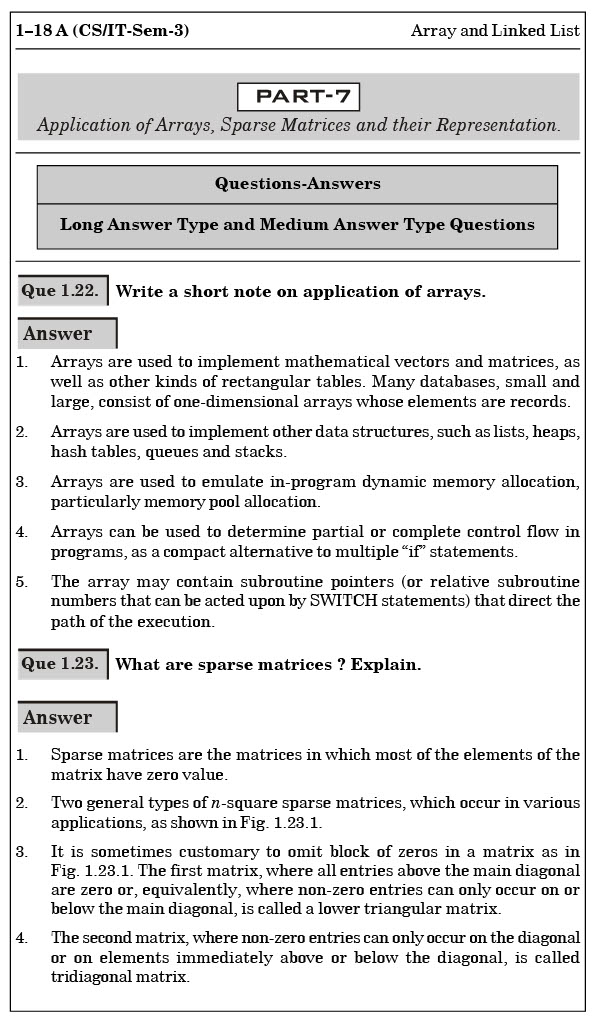 1–18 A (CS/IT-Sem-3) Array and Linked List
PART-7
Application of Arrays, Sparse Matrices and their Representation.
Questions-Answers
Long Answer Type and Medium Answer Type Questions
Que 1.22. Write a short note on application of arrays.
Answer
1. Arrays are used to implement mathematical vectors and matrices, as
well as other kinds of rectangular tables. Many databases, small and
large, consist of one-dimensional arrays whose elements are records.
2. Arrays are used to implement other data structures, such as lists, heaps,
hash tables, queues and stacks.
3. Arrays are used to emulate in-program dynamic memory allocation,
particularly memory pool allocation.
4. Arrays can be used to determine partial or complete control flow in
programs, as a compact alternative to multiple “if” statements.
5. The array may contain subroutine pointers (or relative subroutine
numbers that can be acted upon by SWITCH statements) that direct the
path of the execution.
Que 1.23. What are sparse matrices ? Explain.
Answer
1. Sparse matrices are the matrices in which most of the elements of the
matrix have zero value.
2. Two general types of n-square sparse matrices, which occur in various
applications, as shown in Fig. 1.23.1.
3. It is sometimes customary to omit block of zeros in a matrix as in
Fig. 1.23.1. The first matrix, where all entries above the main diagonal
are zero or, equivalently, where non-zero entries can only occur on or
below the main diagonal, is called a lower triangular matrix.
4. The second matrix, where non-zero entries can only occur on the diagonal
or on elements immediately above or below the diagonal, is called
tridiagonal matrix.